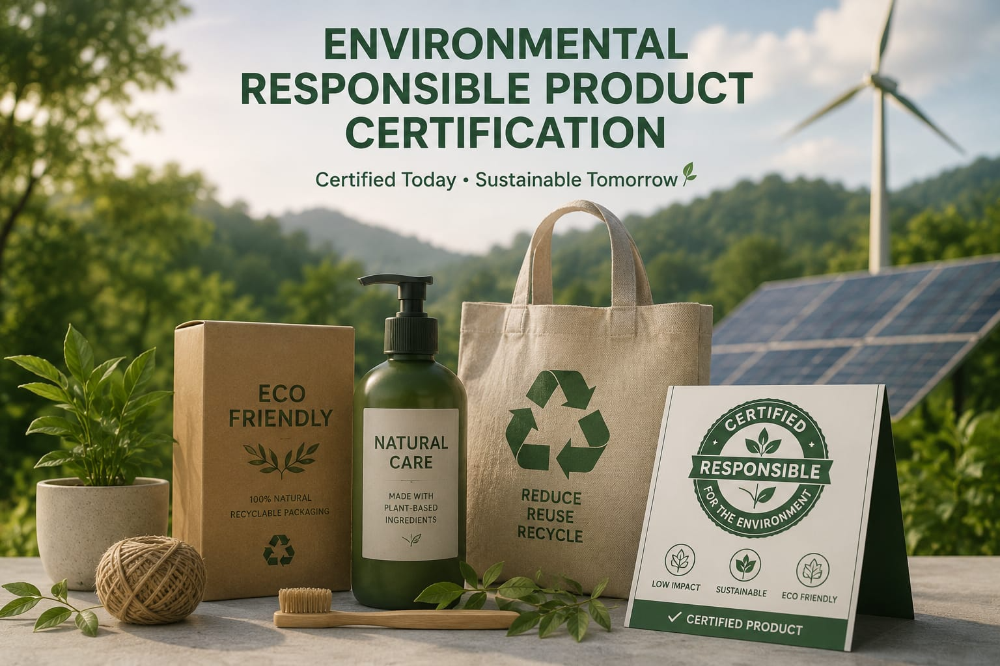 ENVIRONMENTAL
RESPONSIBLE PRODUCT
CERTIFICATION
Certified Today • Sustainable Tomorrow
ECO
FRIENDLY
100% NATURAL
RECYCLABLE PACKAGING
NATURAL
CARE
MADE WITH
PLANT-BASED
INGREDIENTS
REDUCE
REUSE
RECYCLE
CERTIFIED
RESPONSIBLE
FOR THE ENVIRONMENT
LOW IMPACT
SUSTAINABLE
ECO FRIENDLY
✓ CERTIFIED PRODUCT